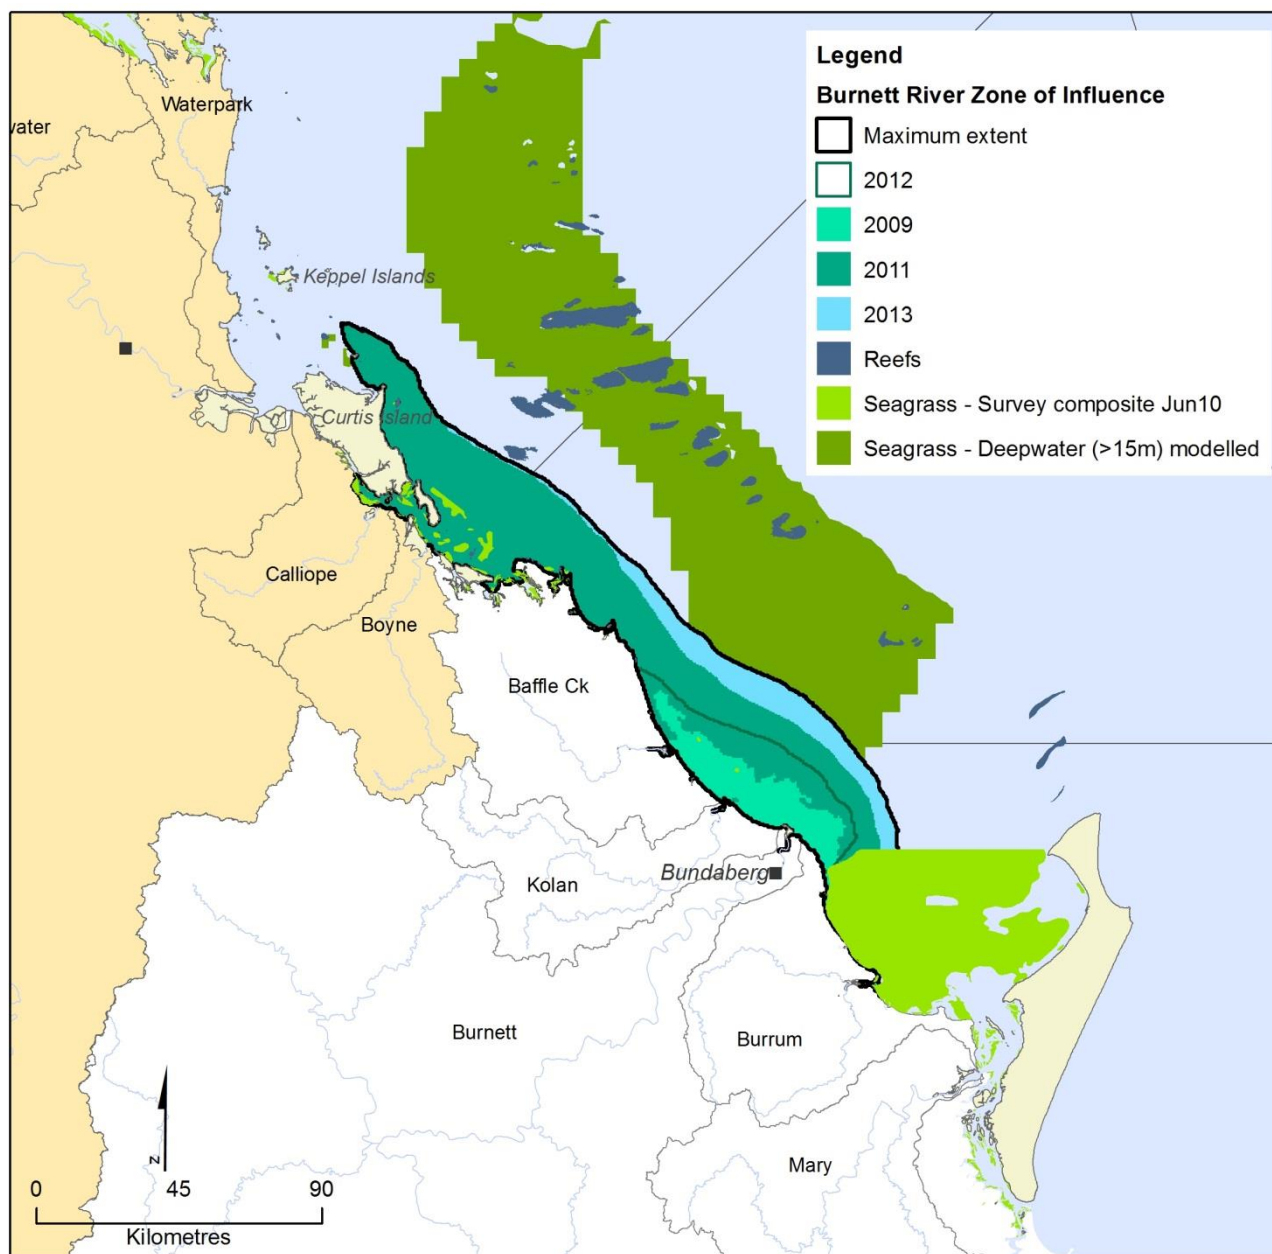 Legend
Burnett River Zone of Influence
Maximum extent
2012
2009
2011
2013
Reefs
Seagrass - Survey composite Jun10
Seagrass - Deepwater (>15m) modelled
Waterpark
water
Keppel Islands
Curtis Island
Calliope
Boyne
Baffle Ck
Bundaberg
Kolan
Burnett
Burrum
Mary
z
0 45 90
Kilometres